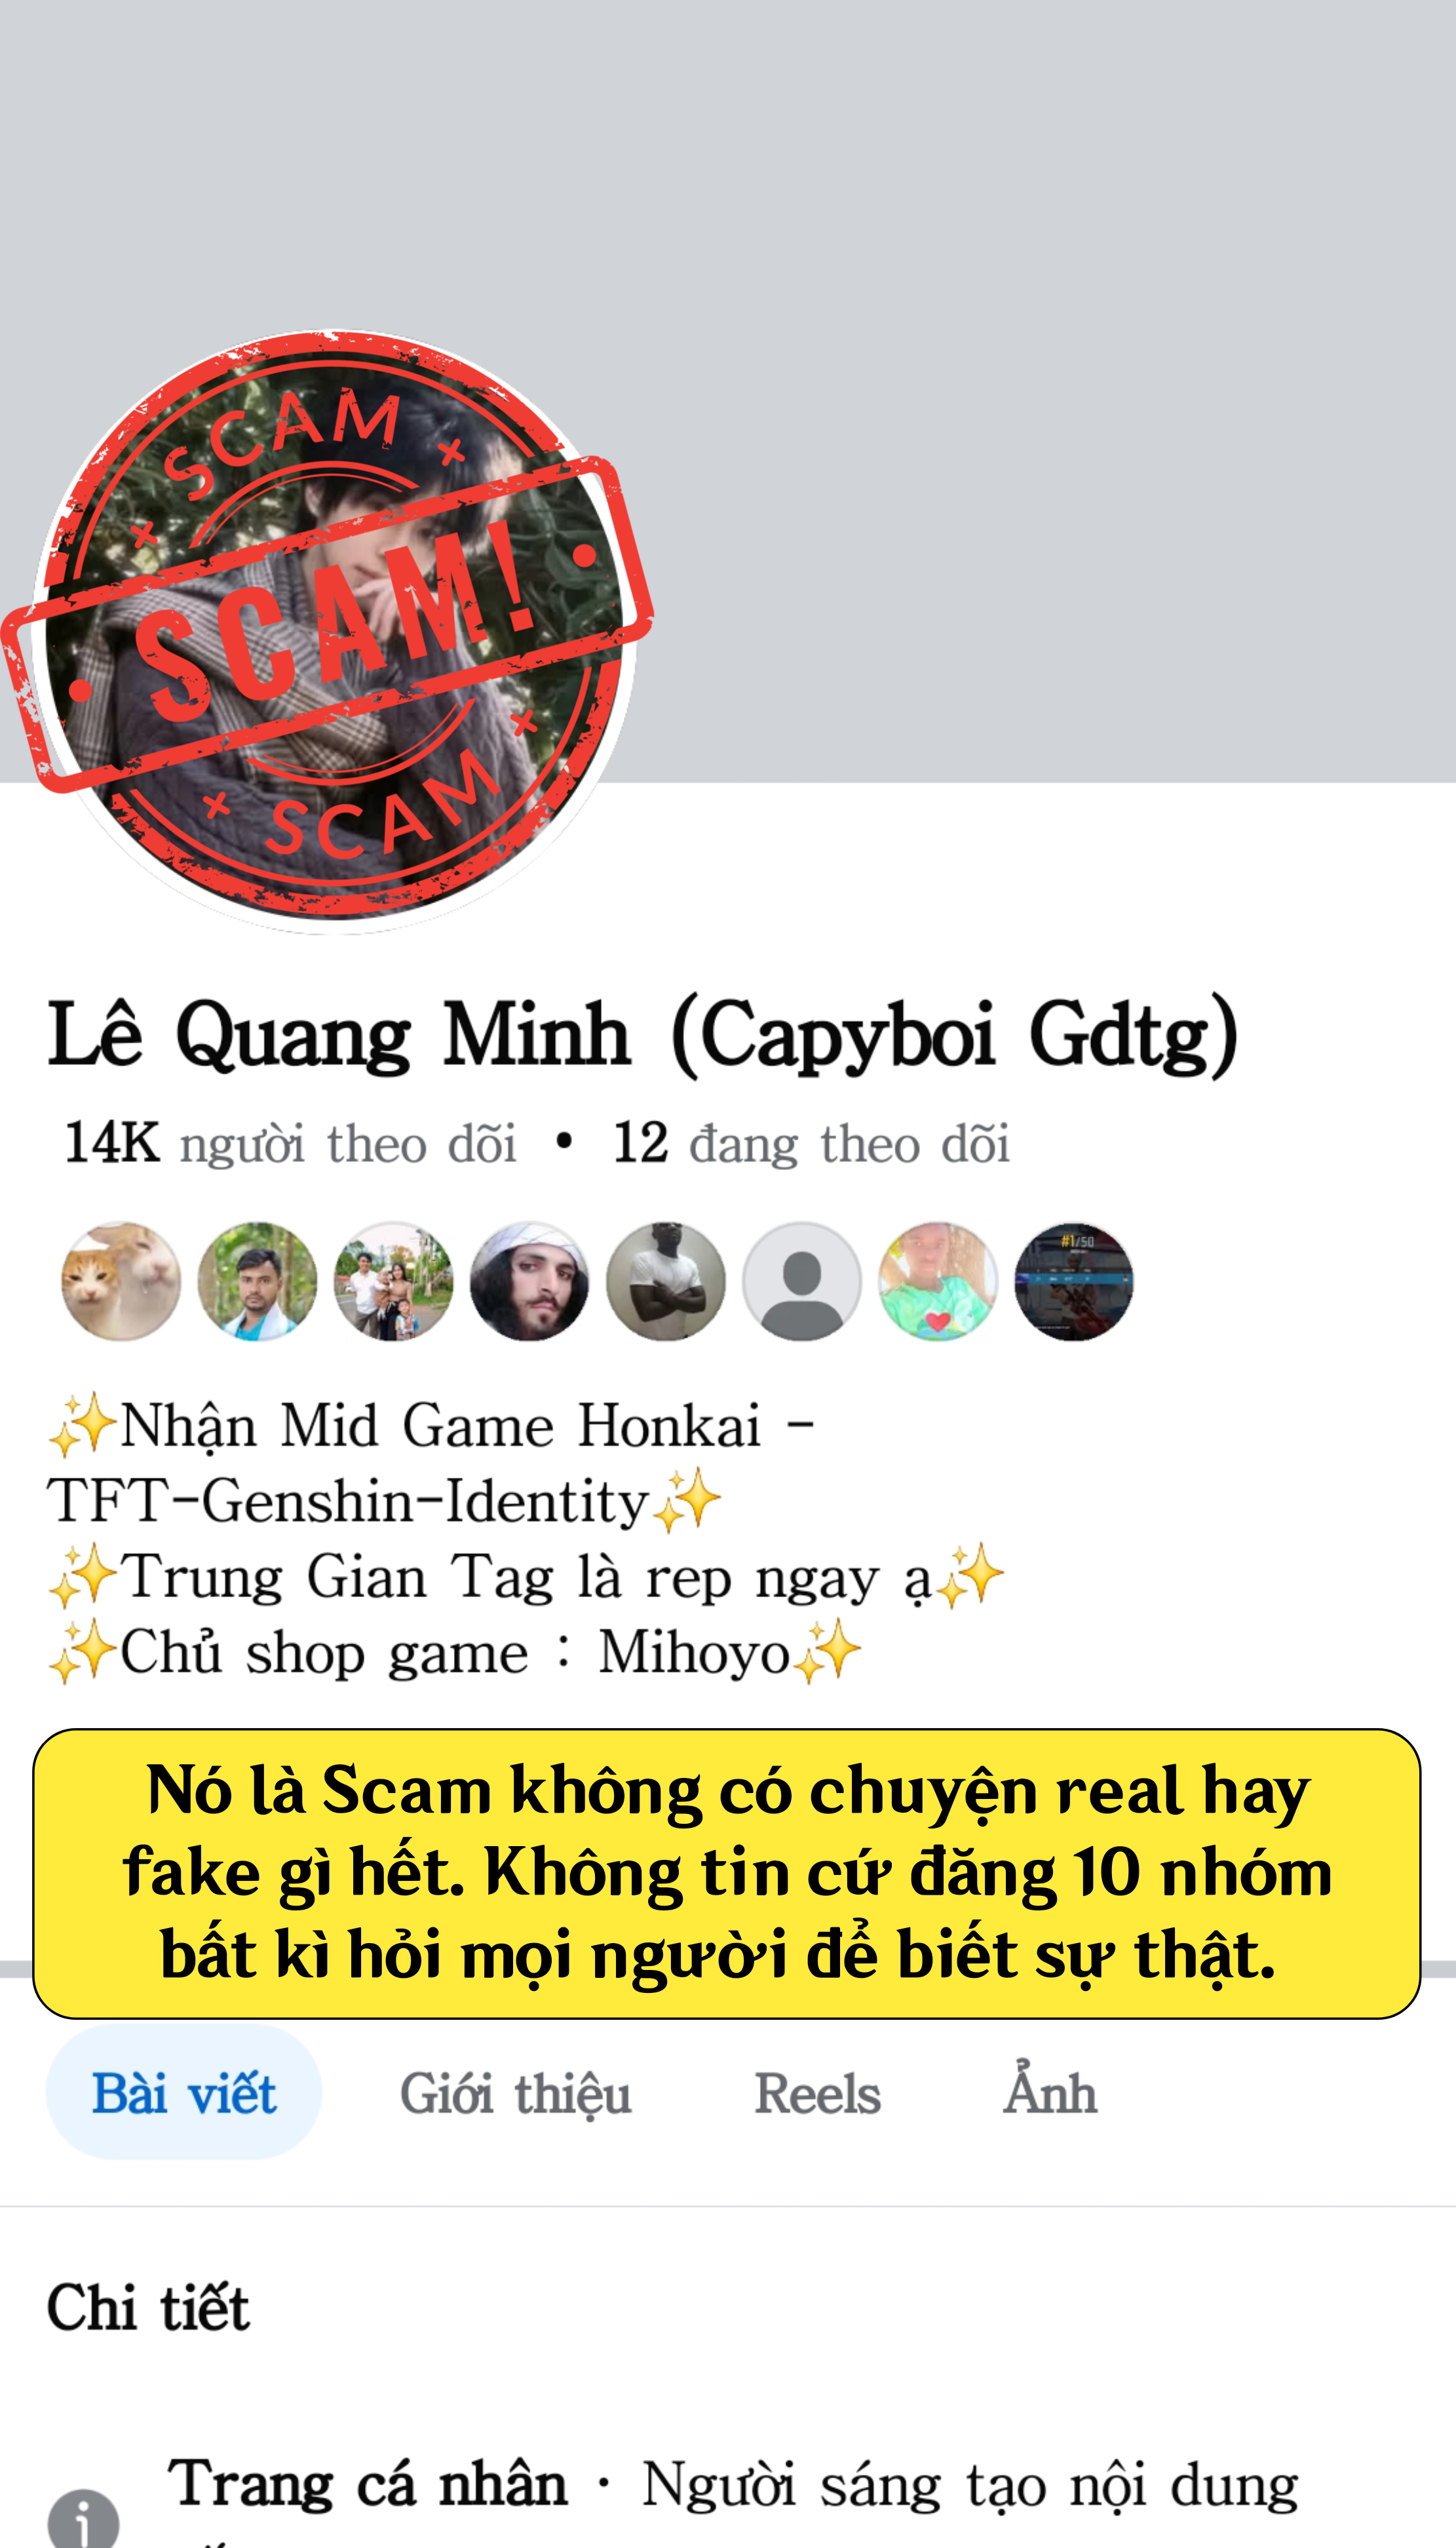 SCAM
SCAM!
SCAM
Lê Quang Minh (Capyboi Gdtg)
14K người theo dõi • 12 đang theo dõi
#1/50
✨Nhận Mid Game Honkai -
TFT-Genshin-Identity✨
✨Trung Gian Tag là rep ngay ạ✨
✨Chủ shop game : Mihoyo✨
Nó là Scam không có chuyện real hay
fake gì hết. Không tin cứ đăng 10 nhóm
bất kì hỏi mọi người để biết sự thật.
Bài viết Giới thiệu Reels Ảnh
Chi tiết
Trang cá nhân · Người sáng tạo nội dung